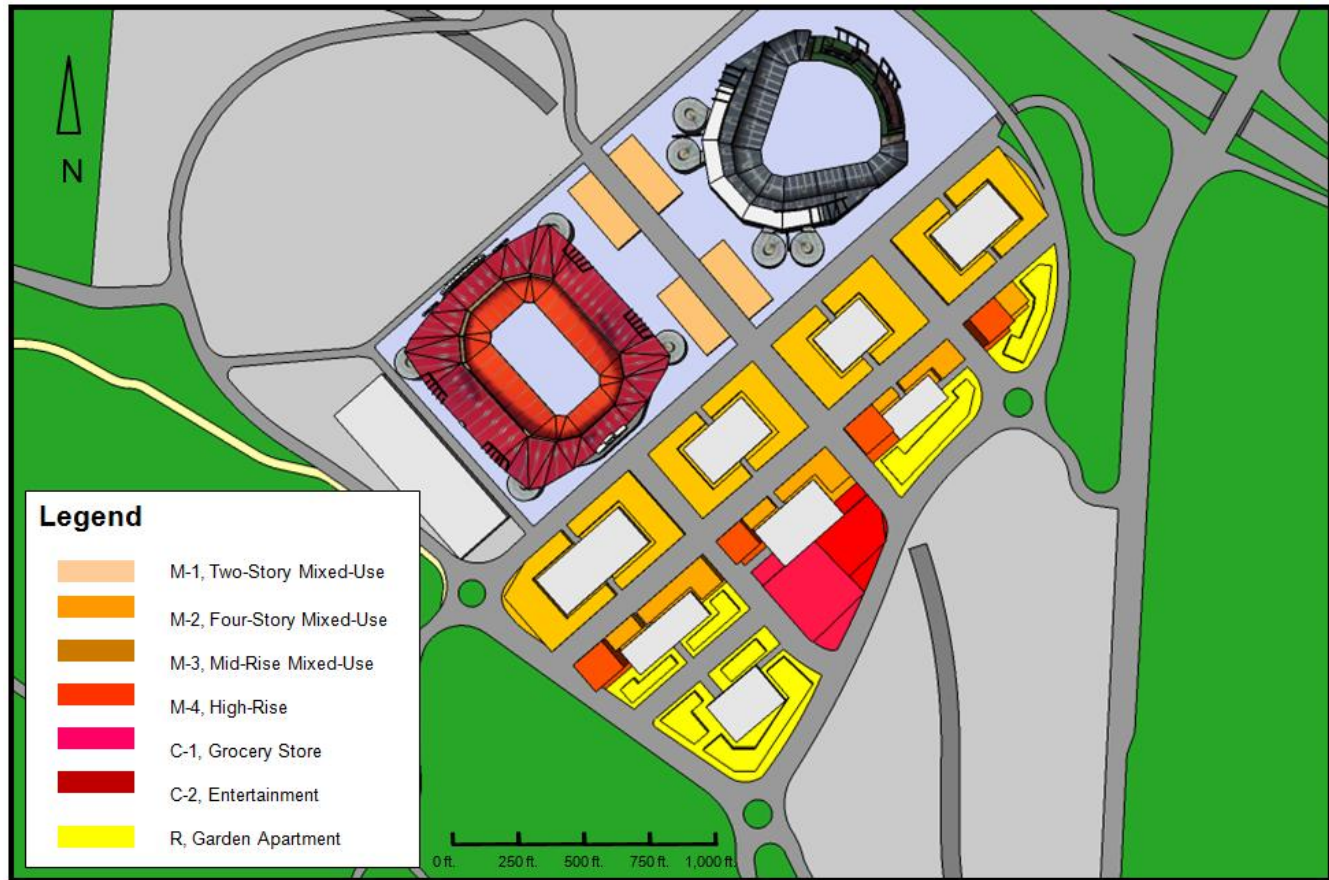 N
Legend
M-1, Two-Story Mixed-Use
M-2, Four-Story Mixed-Use
M-3, Mid-Rise Mixed-Use
M-4, High-Rise
C-1, Grocery Store
C-2, Entertainment
R, Garden Apartment
0 ft. 250 ft. 500 ft. 750 ft. 1,000 ft.